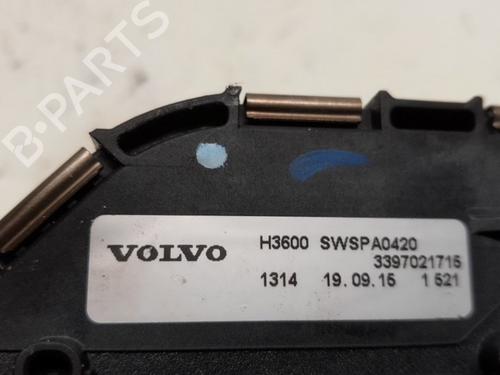 B-PARTS
VOLVO
H3600 SWSPA0420
3397021715
1314 19.09.15 1 521